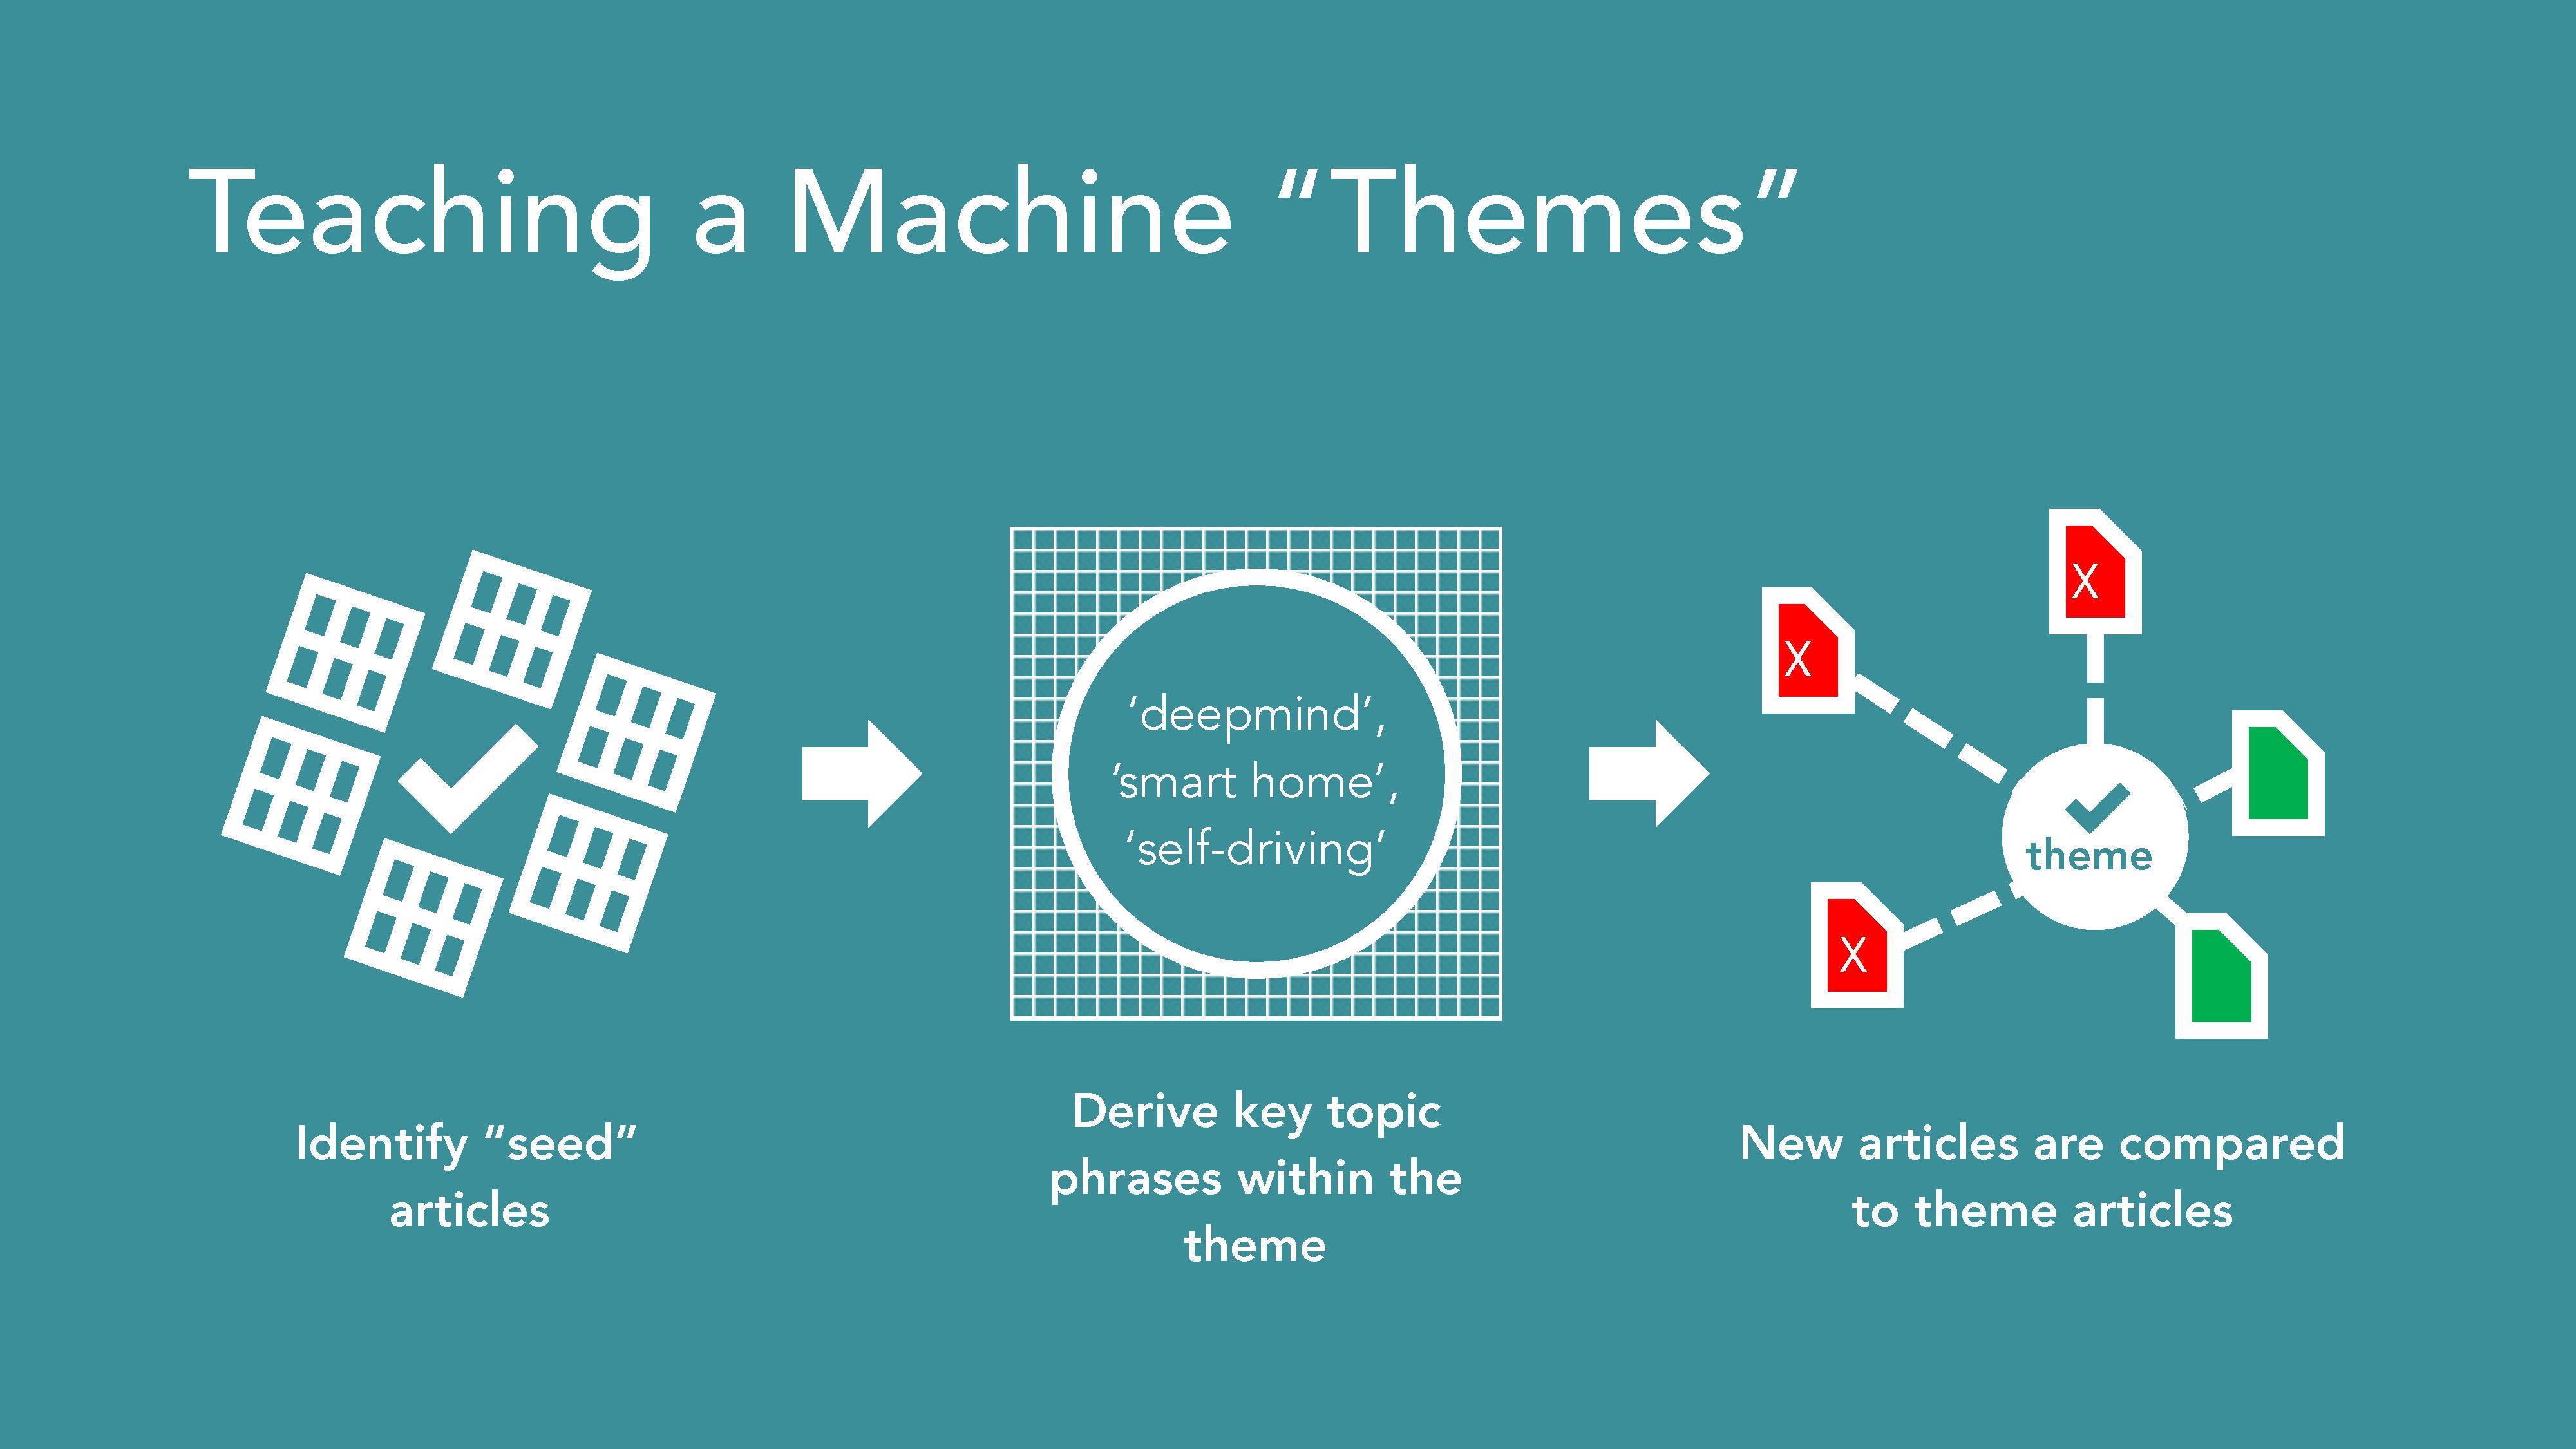 Teaching a Machine “Themes”
‘deepmind’,
‘smart home’,
‘self-driving’
X
X
X
theme
Identify “seed”
articles
Derive key topic
phrases within the
theme
New articles are compared
to theme articles